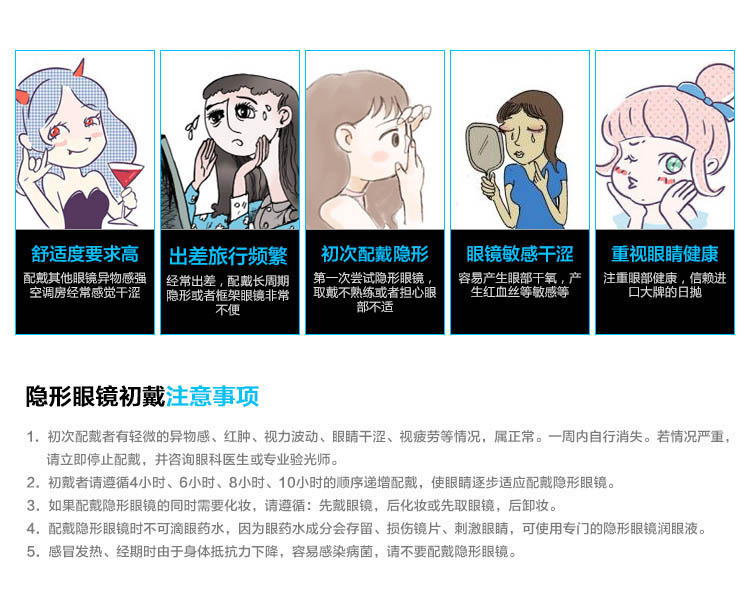 舒适度要求高
配戴其他眼镜异物感强
空调房经常感觉干涩
出差旅行频繁
经常出差，配戴长周期
隐形或者框架眼镜非常
不便
初次配戴隐形
第一次尝试隐形眼镜，
取戴不熟练或者担心眼
部不适
眼镜敏感干涩
容易产生眼部干氧，产
生红血丝等敏感等
重视眼睛健康
注重眼部健康，信赖进
口大牌的日抛
隐形眼镜初戴注意事项
1. 初次配戴者有轻微的异物感、红肿、视力波动、眼睛干涩、视疲劳等情况，属正常。一周内自行消失。若情况严重，
请立即停止配戴，并咨询眼科医生或专业验光师。
2. 初戴者请遵循4小时、6小时、8小时、10小时的顺序递增配戴，使眼睛逐步适应配戴隐形眼镜。
3. 如果配戴隐形眼镜的同时需要化妆，请遵循：先戴眼镜，后化妆或先取眼镜，后卸妆。
4. 配戴隐形眼镜时不可滴眼药水，因为眼药水成分会存留、损伤镜片、刺激眼睛，可使用专门的隐形眼镜润眼液。
5. 感冒发热、经期时由于身体抵抗力下降，容易感染病菌，请不要配戴隐形眼镜。